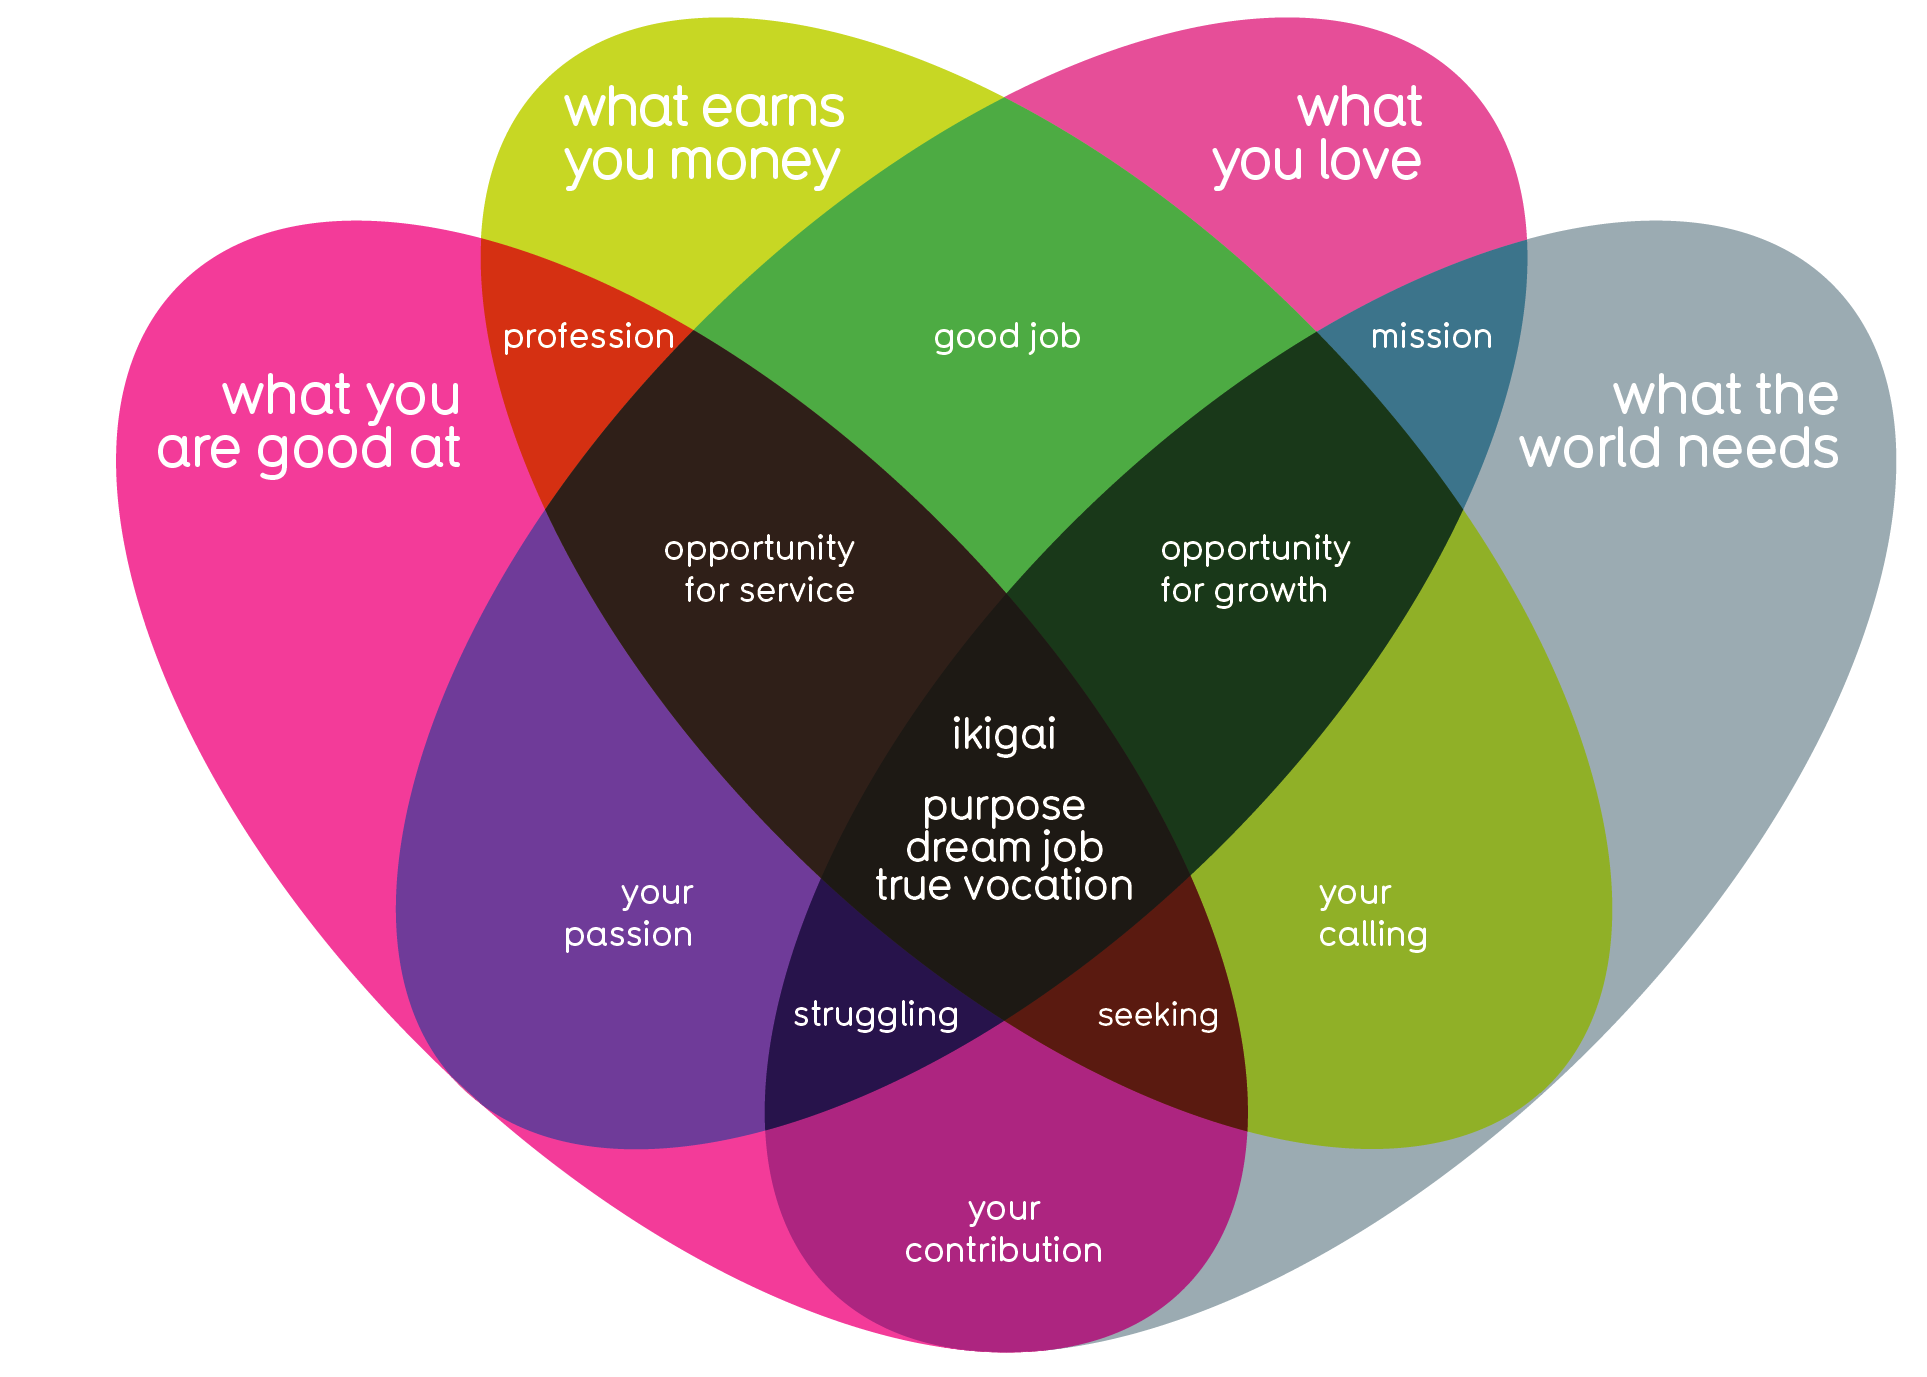 what earns
you money
what
you love
what you
are good at
what the
world needs
profession
good job
mission
opportunity
for service
opportunity
for growth
ikigai
purpose
dream job
true vocation
your
passion
your
calling
struggling
seeking
your
contribution